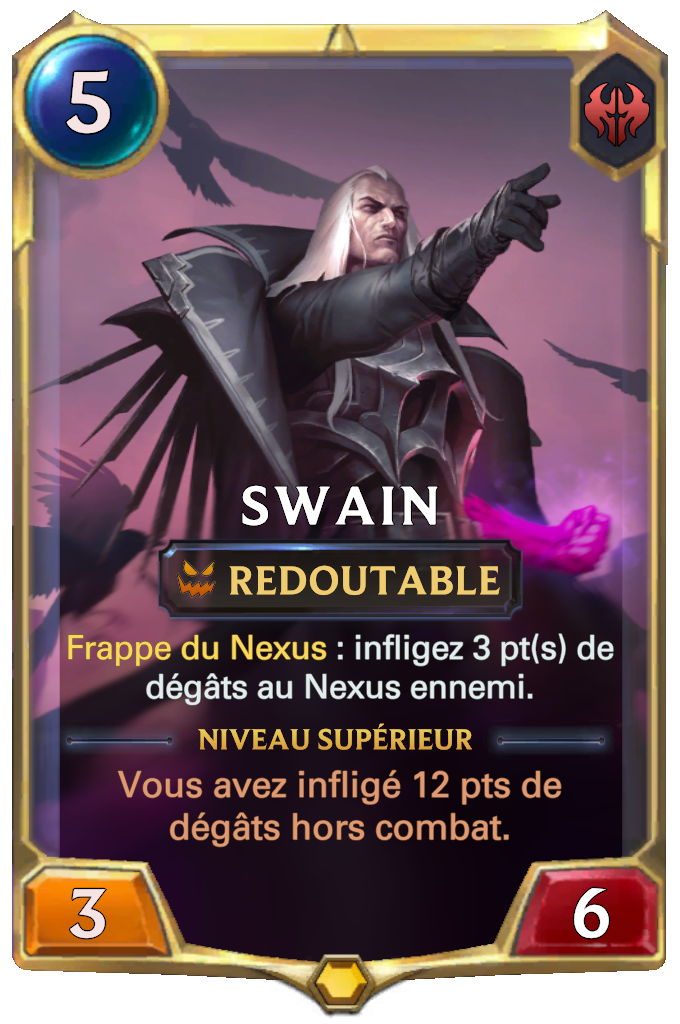 5
SWAIN
REDOUTABLE
Frappe du Nexus : infligez 3 pt(s) de
dégâts au Nexus ennemi.
NIVEAU SUPÉRIEUR
Vous avez infligé 12 pts de
dégâts hors combat.
3
6